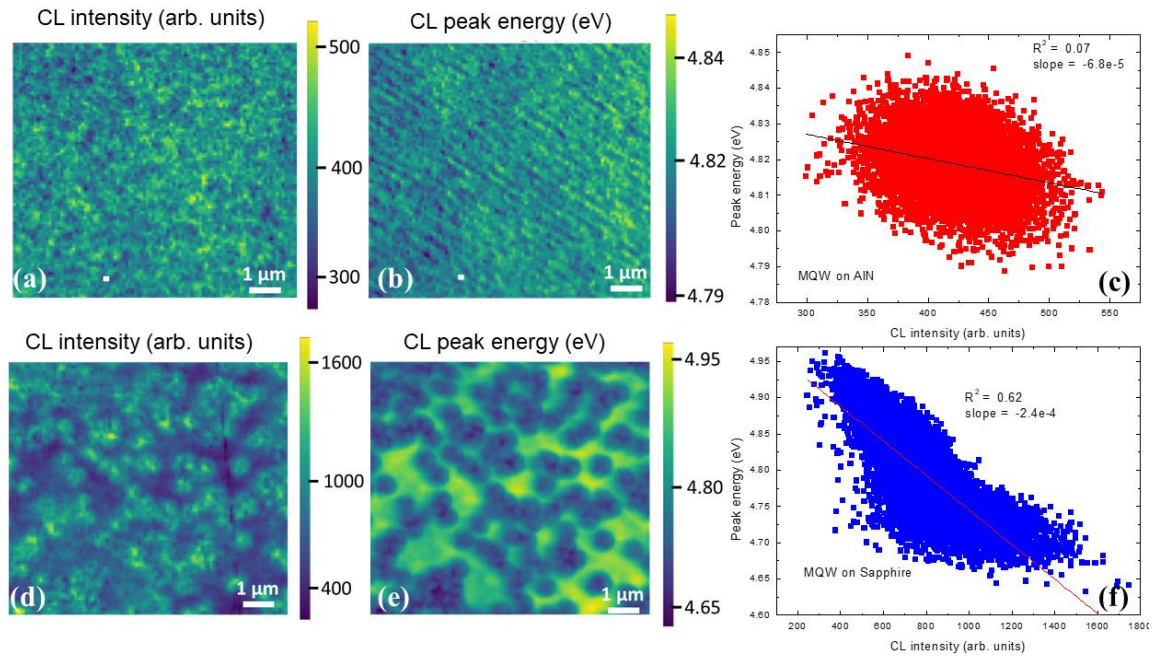 CL intensity (arb. units)
500
400
300
(a)
1 μm
CL peak energy (eV)
4.84
4.82
4.79
(b)
1 μm
4.85
4.84
4.83
4.82
4.81
4.80
4.79
4.78
Peak energy (eV)
R² = 0.07
slope = -6.8e-5
MQW on AlN
(c)
300 350 400 450 500 550
CL intensity (arb. units)
CL intensity (arb. units)
1600
1000
400
(d)
1 μm
CL peak energy (eV)
4.95
4.80
4.65
(e)
1 μm
4.95
4.90
4.85
4.80
4.75
4.70
4.65
4.60
Peak energy (eV)
R² = 0.62
slope = -2.4e-4
MQW on Sapphire
(f)
200 400 600 800 1000 1200 1400 1600 1800
CL intensity (arb. units)